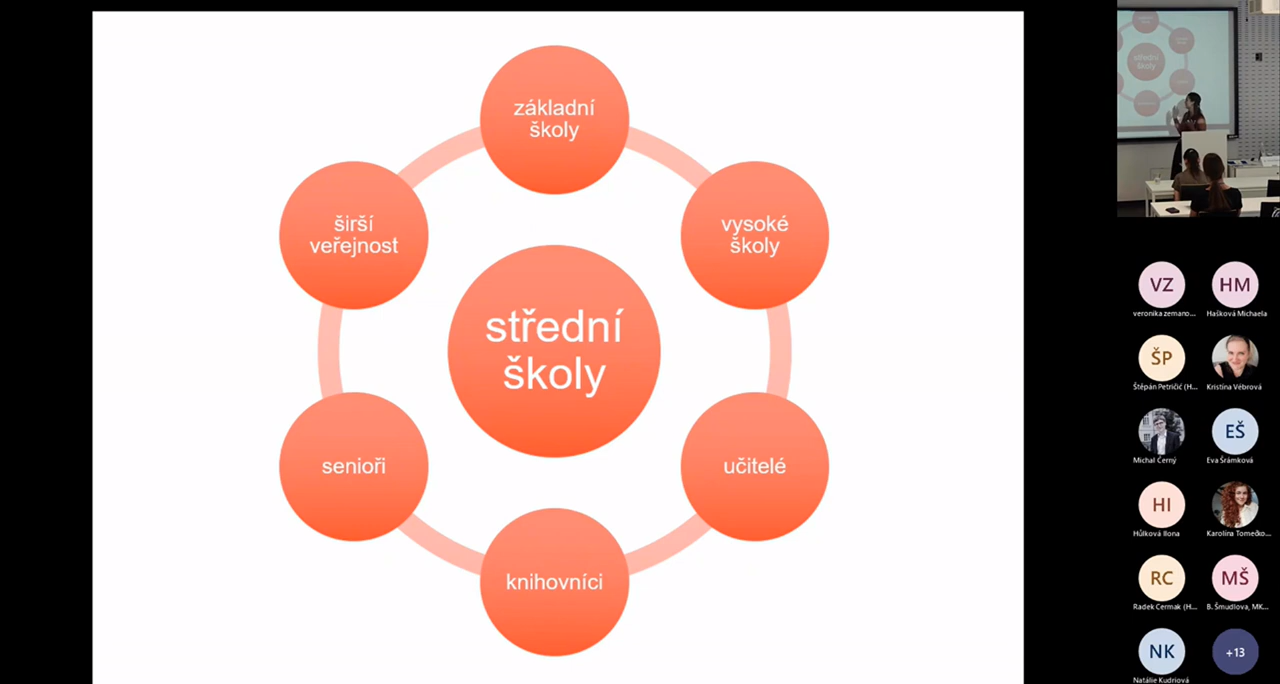 základní
školy
širší
veřejnost
vysoké
školy
střední
školy
senioři
učitelé
knihovníci
VZ
HM
veronika zemano...
Hašková Michaela
ŠP
Štěpán Petričić (H...
Kristína Vébrová
EŠ
Michal Černý
Eva Šrámková
HI
Hůlková Ilona
Karolína Tomečko...
RC
MŠ
Radek Cermak (H...
B. Šmudlova, MK...
NK
+13
Natálie Kudriová